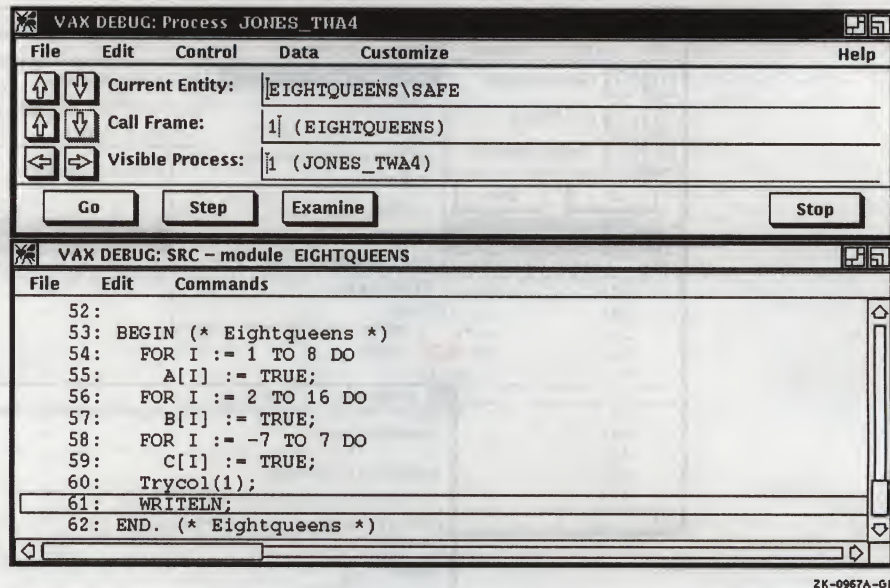 VAX DEBUG: Process JONES_TWA4
File Edit Control Data Customize Help
Current Entity: EIGHTQUEENS\SAFE
Call Frame: 1 (EIGHTQUEENS)
Visible Process: 1 (JONES_TWA4)
Go Step Examine Stop
VAX DEBUG: SRC – module EIGHTQUEENS
File Edit Commands
52:
53: BEGIN (* Eightqueens *)
54: FOR I := 1 TO 8 DO
55: A[I] := TRUE;
56: FOR I := 2 TO 16 DO
57: B[I] := TRUE;
58: FOR I := -7 TO 7 DO
59: C[I] := TRUE;
60: Trycol(1);
61: WRITELN;
62: END. (* Eightqueens *)
ZK-0967A-GE